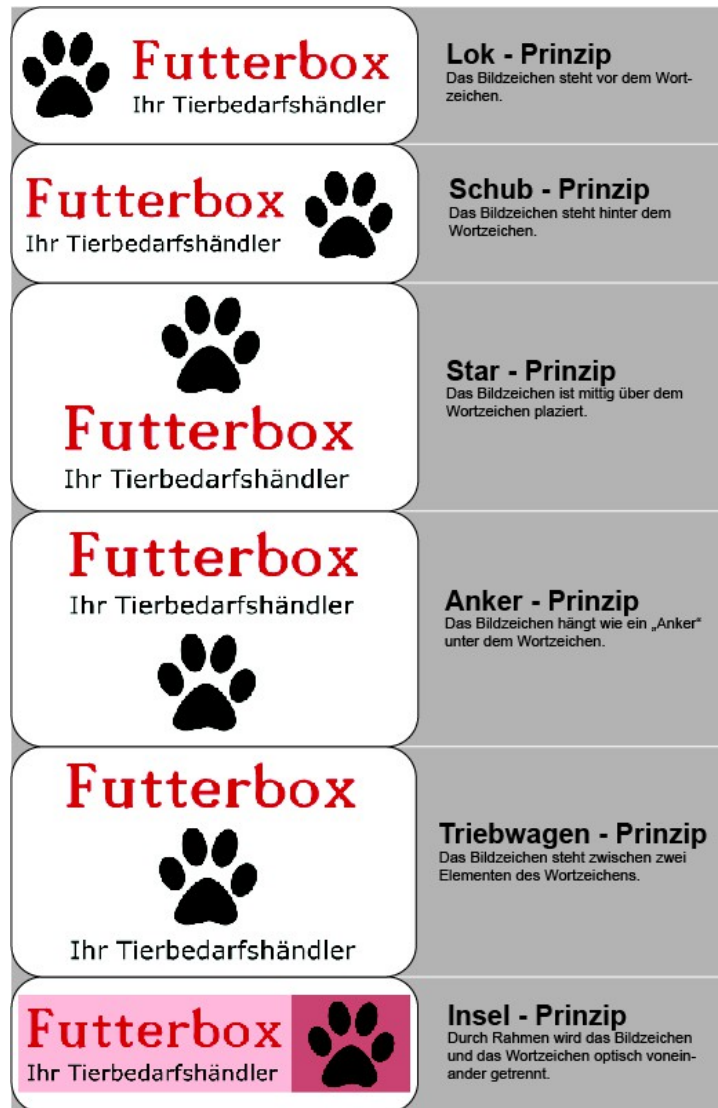 Futterbox
Ihr Tierbedarfshändler
Lok - Prinzip
Das Bildzeichen steht vor dem Wort-
zeichen.
Futterbox
Ihr Tierbedarfshändler
Schub - Prinzip
Das Bildzeichen steht hinter dem
Wortzeichen.
Futterbox
Ihr Tierbedarfshändler
Star - Prinzip
Das Bildzeichen ist mittig über dem
Wortzeichen plaziert.
Futterbox
Ihr Tierbedarfshändler
Anker - Prinzip
Das Bildzeichen hängt wie ein „Anker“
unter dem Wortzeichen.
Futterbox
Ihr Tierbedarfshändler
Triebwagen - Prinzip
Das Bildzeichen steht zwischen zwei
Elementen des Wortzeichens.
Futterbox
Ihr Tierbedarfshändler
Insel - Prinzip
Durch Rahmen wird das Bildzeichen
und das Wortzeichen optisch vonein-
ander getrennt.